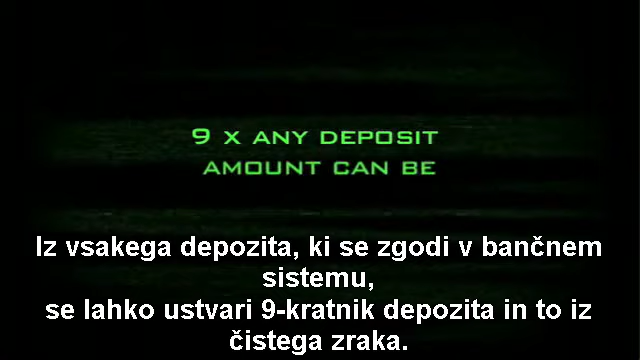 9 X ANY DEPOSIT
AMOUNT CAN BE
Iz vsakega depozita, ki se zgodi v bančnem
sistemu,
se lahko ustvari 9-kratnik depozita in to iz
čistega zraka.